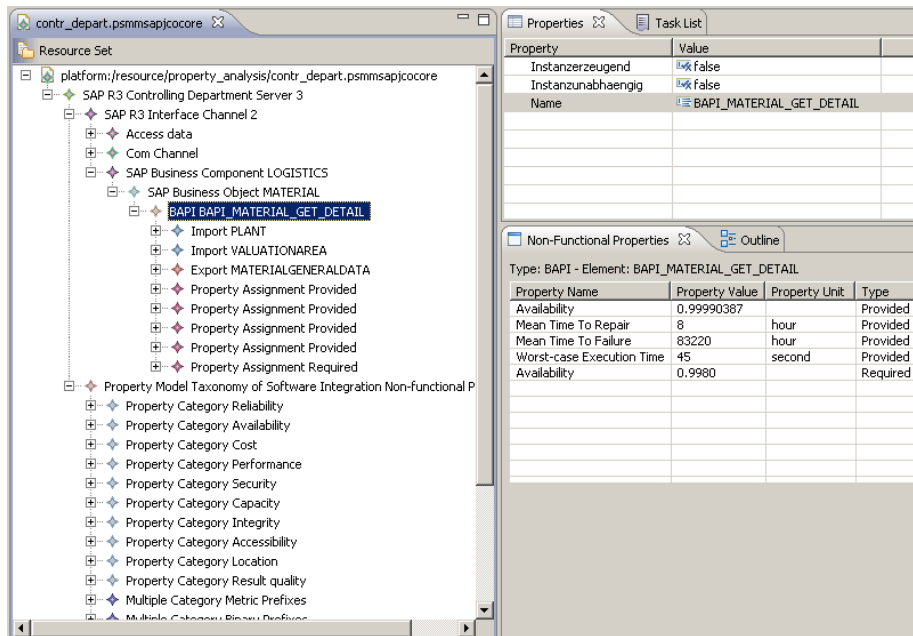 contr_depart.psmmsapjcocore
Resource Set
platform:/resource/property_analysis/contr_depart.psmmsapjcocore
SAP R3 Controlling Department Server 3
SAP R3 Interface Channel 2
Access data
Com Channel
SAP Business Component LOGISTICS
SAP Business Object MATERIAL
BAPI BAPI_MATERIAL_GET_DETAIL
Import PLANT
Import VALUATIONAREA
Export MATERIALGENERALDATA
Property Assignment Provided
Property Assignment Provided
Property Assignment Provided
Property Assignment Provided
Property Assignment Required
Property Model Taxonomy of Software Integration Non-functional P
Property Category Reliability
Property Category Availability
Property Category Cost
Property Category Performance
Property Category Security
Property Category Capacity
Property Category Integrity
Property Category Accessibility
Property Category Location
Property Category Result quality
Multiple Category Metric Prefixes
Multiple Category Binary Prefixes
Properties Task List
Property Value
Instanzerzeugend false
Instanzunabhaengig false
Name BAPI_MATERIAL_GET_DETAIL
Non-Functional Properties Outline
Type: BAPI - Element: BAPI_MATERIAL_GET_DETAIL
Property Name Property Value Property Unit Type
Availability 0.99990387 Provided
Mean Time To Repair 8 hour Provided
Mean Time To Failure 83220 hour Provided
Worst-case Execution Time 45 second Provided
Availability 0.9980 Required